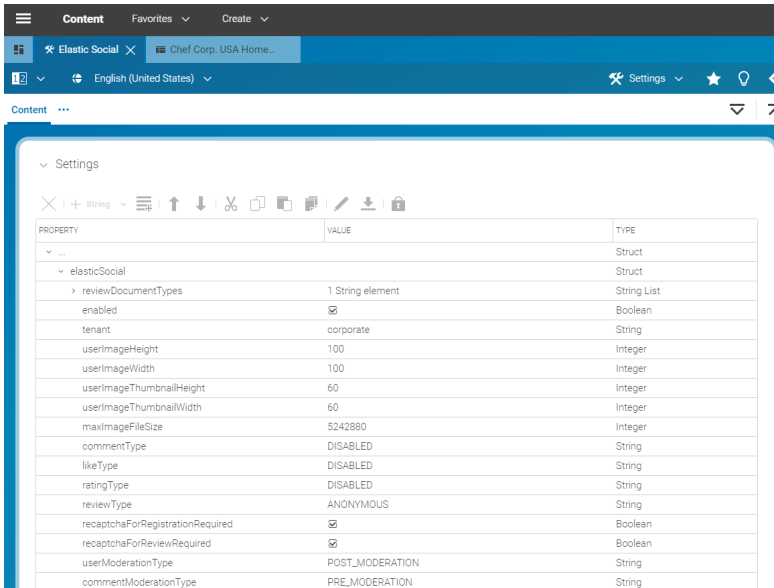 Content Favorites Create
Elastic Social Chef Corp. USA Home...
12 English (United States) Settings
Content ...
Settings
String
PROPERTY VALUE TYPE
... Struct
elasticSocial Struct
reviewDocumentTypes 1 String element String List
enabled Boolean
tenant corporate String
userImageHeight 100 Integer
userImageWidth 100 Integer
userImageThumbnailHeight 60 Integer
userImageThumbnailWidth 60 Integer
maxImageFileSize 5242880 Integer
commentType DISABLED String
likeType DISABLED String
ratingType DISABLED String
reviewType ANONYMOUS String
recaptchaForRegistrationRequired Boolean
recaptchaForReviewRequired Boolean
userModerationType POST_MODERATION String
commentModerationType PRE_MODERATION String